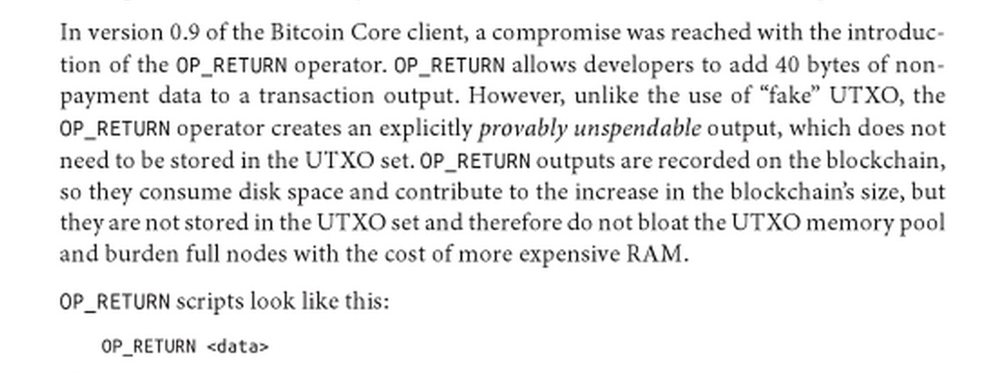 In version 0.9 of the Bitcoin Core client, a compromise was reached with the introduc-
tion of the OP_RETURN operator. OP_RETURN allows developers to add 40 bytes of non-
payment data to a transaction output. However, unlike the use of “fake” UTXO, the
OP_RETURN operator creates an explicitly provably unspendable output, which does not
need to be stored in the UTXO set. OP_RETURN outputs are recorded on the blockchain,
so they consume disk space and contribute to the increase in the blockchain’s size, but
they are not stored in the UTXO set and therefore do not bloat the UTXO memory pool
and burden full nodes with the cost of more expensive RAM.
OP_RETURN scripts look like this:
OP_RETURN <data>